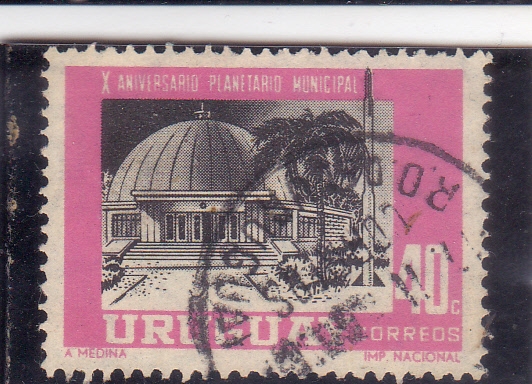 X ANIVERSARIO PLANETARIO MUNICIPAL
40c
URUGUAY
CORREOS
A MEDINA
IMP. NACIONAL